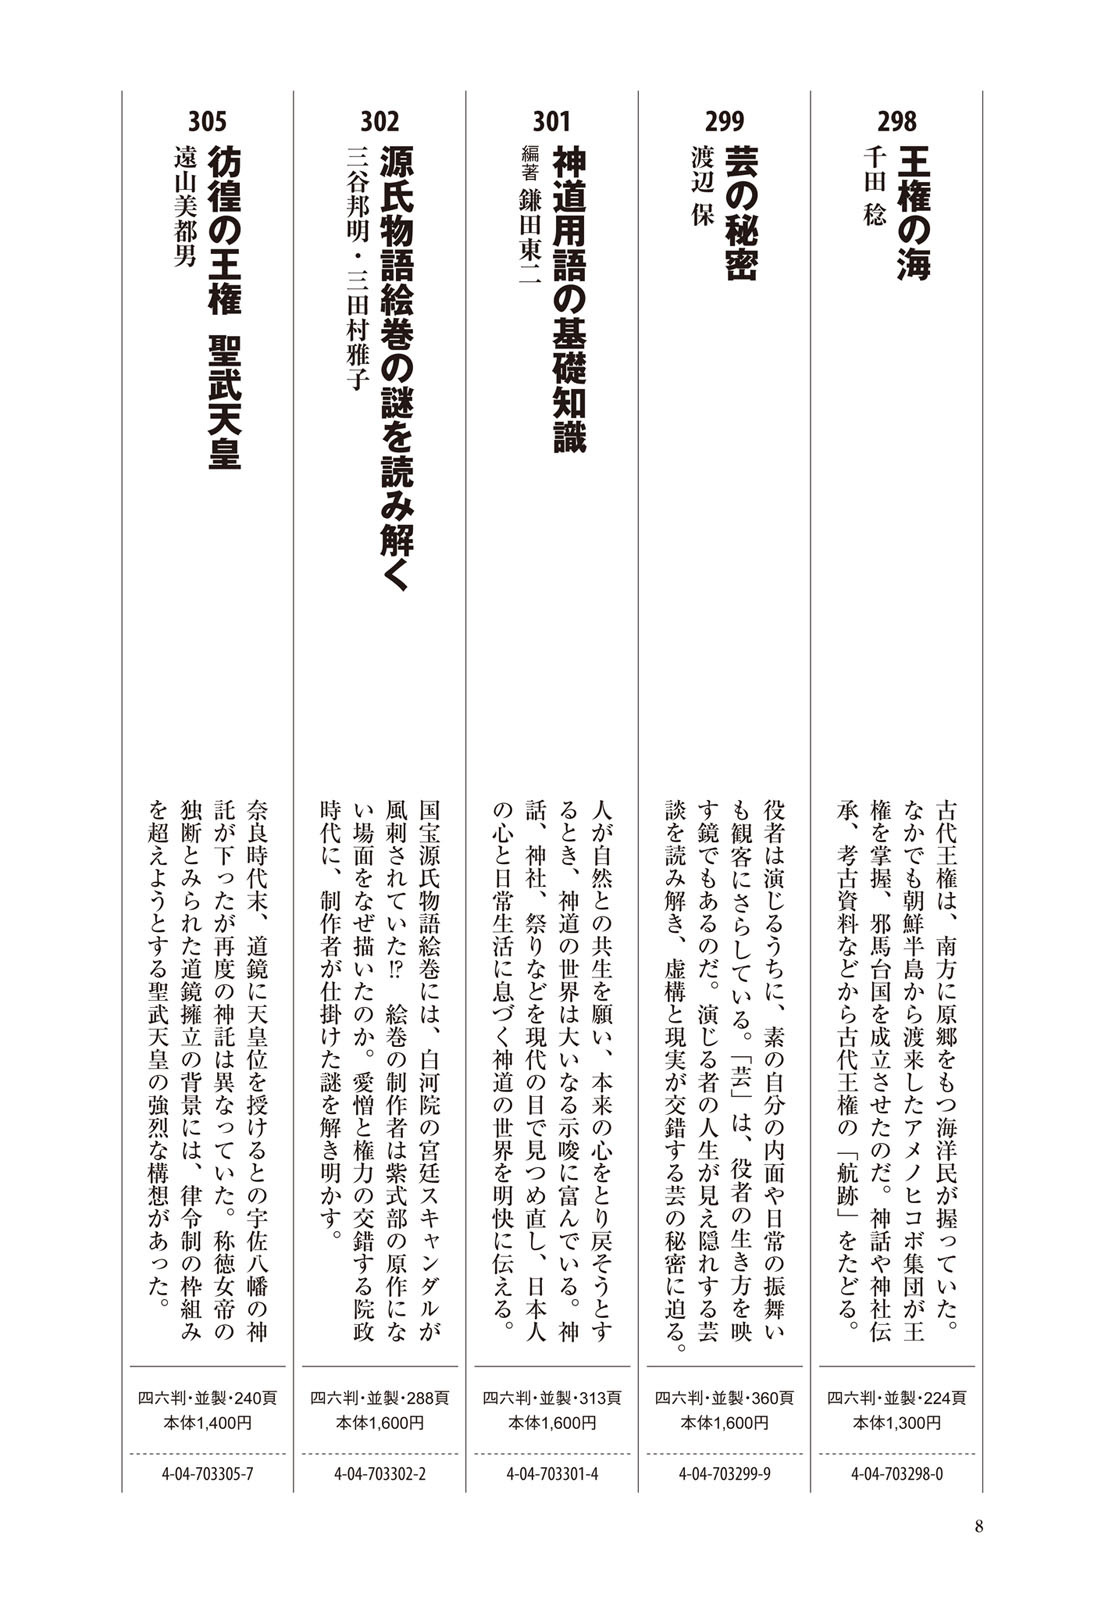 298
王権の海
千田 稔
古代王権は、南方に原郷をもつ海洋民が握っていた。
なかでも朝鮮半島から渡来したアメノヒコボ集団が王
権を掌握、邪馬台国を成立させたのだ。神話や神社伝
承、考古資料などから古代王権の「航跡」をたどる。
四六判・並製・224頁
本体1,300円
4-04-703298-0
299
芸の秘密
渡辺 保
役者は演じるうちに、素の自分の内面や日常の振舞い
も観客にさらしている。「芸」は、役者の生き方を映
す鏡でもあるのだ。演じる者の人生が見え隠れする芸
談を読み解き、虚構と現実が交錯する芸の秘密に迫る。
四六判・並製・360頁
本体1,600円
4-04-703299-9
301
神道用語の基礎知識
編著 鎌田東二
人が自然との共生を願い、本来の心をとり戻そうとす
るとき、神道の世界は大いなる示唆に富んでいる。神
話、神社、祭りなどを現代の目で見つめ直し、日本人
の心と日常生活に息づく神道の世界を明快に伝える。
四六判・並製・313頁
本体1,600円
4-04-703301-4
302
源氏物語絵巻の謎を読み解く
三谷邦明・三田村雅子
国宝源氏物語絵巻には、白河院の宮廷スキャンダルが
風刺されていた!? 絵巻の制作者は紫式部の原作にな
い場面をなぜ描いたのか。愛憎と権力の交錯する院政
時代に、制作者が仕掛けた謎を解き明かす。
四六判・並製・288頁
本体1,600円
4-04-703302-2
305
彷徨の王権 聖武天皇
遠山美都男
奈良時代末、道鏡に天皇位を授けるとの宇佐八幡の神
託が下ったが再度の神託は異なっていた。称徳女帝の
独断とみられた道鏡擁立の背景には、律令制の枠組み
を超えようとする聖武天皇の強烈な構想があった。
四六判・並製・240頁
本体1,400円
4-04-703305-7
8